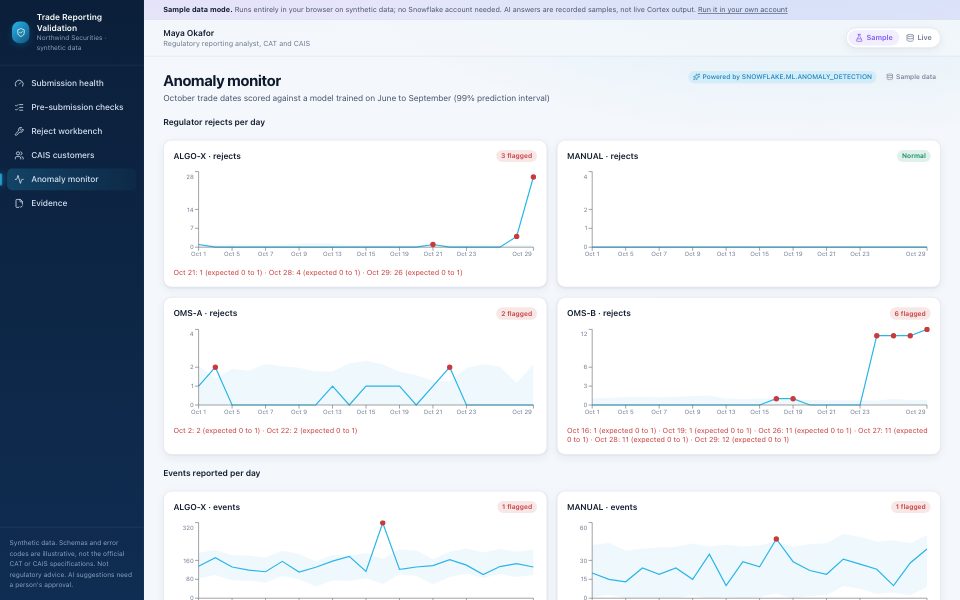 Trade Reporting
Validation
Northwind Securities ·
synthetic data
Submission health
Pre-submission checks
Reject workbench
CAIS customers
Anomaly monitor
Evidence
Synthetic data. Schemas and error
codes are illustrative, not the official
CAT or CAIS specifications. Not
regulatory advice. AI suggestions need
a person's approval.
Sample data mode. Runs entirely in your browser on synthetic data; no Snowflake account needed. AI answers are recorded samples, not live Cortex output. Run it in your own account
Maya Okafor
Regulatory reporting analyst, CAT and CAIS
Sample
Live
Anomaly monitor
Powered by SNOWFLAKE.ML.ANOMALY_DETECTION
Sample data
October trade dates scored against a model trained on June to September (99% prediction interval)
Regulator rejects per day
ALGO-X · rejects
3 flagged
28
14
7
0
Oct 1 Oct 5 Oct 7 Oct 9 Oct 13 Oct 15 Oct 19 Oct 21 Oct 23 Oct 29
Oct 21: 1 (expected 0 to 1) · Oct 28: 4 (expected 0 to 1) · Oct 29: 26 (expected 0 to 1)
MANUAL · rejects
Normal
4
2
1
0
Oct 1 Oct 5 Oct 7 Oct 9 Oct 13 Oct 15 Oct 19 Oct 21 Oct 23 Oct 29
OMS-A · rejects
2 flagged
4
2
1
0
Oct 1 Oct 5 Oct 7 Oct 9 Oct 13 Oct 15 Oct 19 Oct 21 Oct 23 Oct 29
Oct 2: 2 (expected 0 to 1) · Oct 22: 2 (expected 0 to 1)
OMS-B · rejects
6 flagged
12
6
3
0
Oct 1 Oct 5 Oct 7 Oct 9 Oct 13 Oct 15 Oct 19 Oct 21 Oct 23 Oct 29
Oct 16: 1 (expected 0 to 1) · Oct 19: 1 (expected 0 to 1) · Oct 26: 11 (expected 0 to 1) · Oct 27: 11 (expected
0 to 1) · Oct 28: 11 (expected 0 to 1) · Oct 29: 12 (expected 0 to 1)
Events reported per day
ALGO-X · events
1 flagged
320
160
80
0
MANUAL · events
1 flagged
60
30
15
0